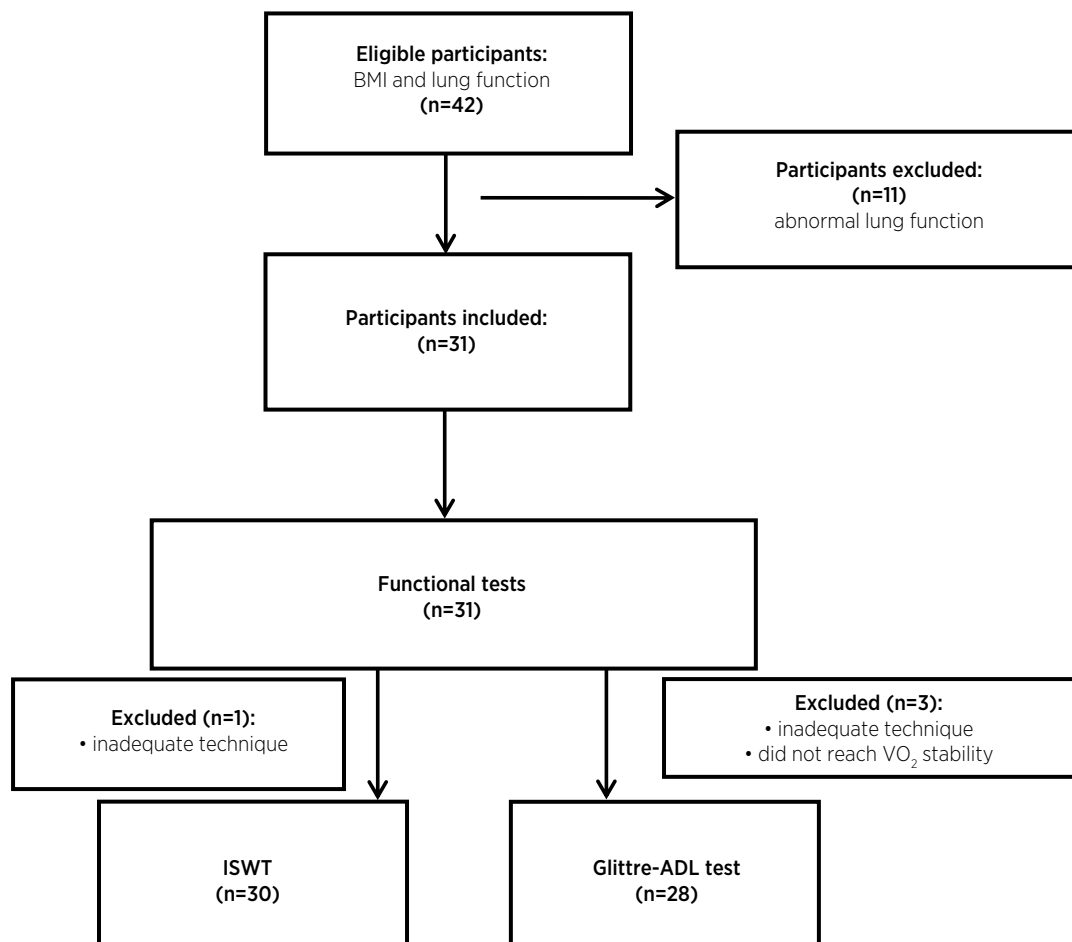 Eligible participants:
BMI and lung function
(n=42)
Participants excluded:
(n=11)
abnormal lung function
Participants included:
(n=31)
Functional tests
(n=31)
Excluded (n=1):
• inadequate technique
Excluded (n=3):
• inadequate technique
• did not reach VO₂ stability
ISWT
(n=30)
Glittre-ADL test
(n=28)